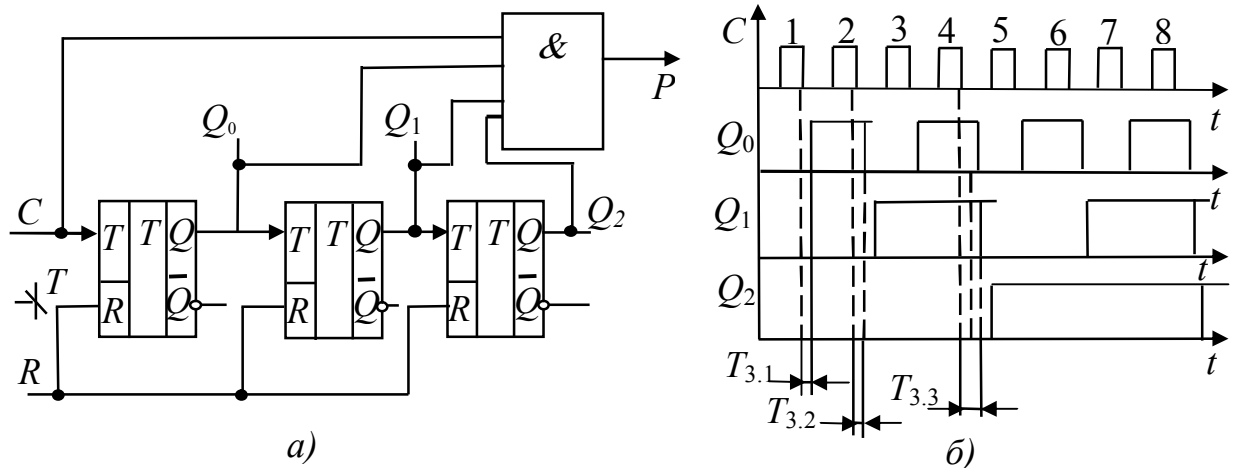 &
P
Q₀
Q₁
C
T T Q
Q̅
T
R
T T Q
Q̅
R
T T Q
Q̅
R
Q₂
R
а)
C
1 2 3 4 5 6 7 8
t
Q₀
t
Q₁
t
Q₂
t
T₃.₁
T₃.₂
T₃.₃
б)